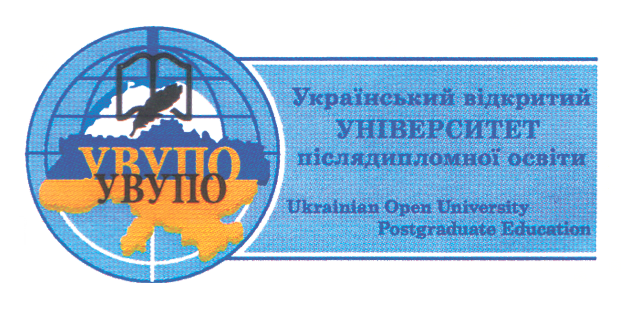 УВУПО
УВУПО
Український відкритий
УНІВЕРСИТЕТ
післядипломної освіти
Ukrainian Open University
Postgraduate Education